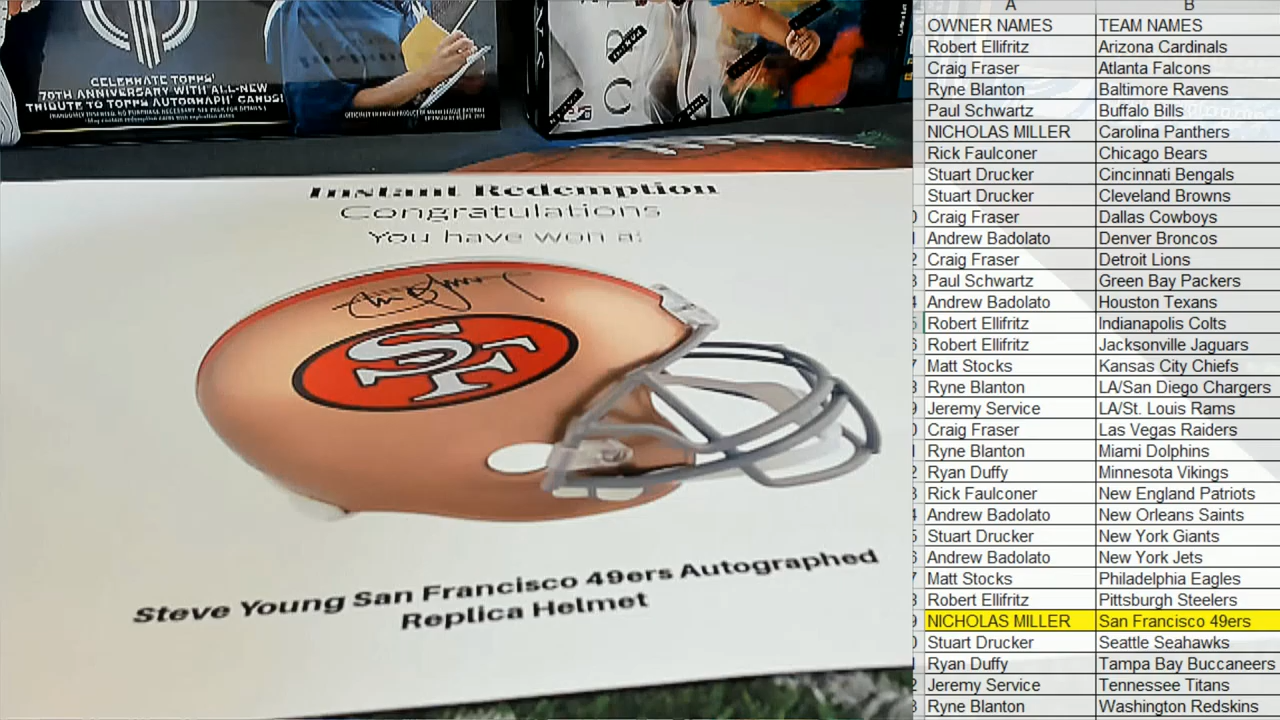 CELEBRATE TOPPS'
70TH ANNIVERSARY WITH ALL-NEW
TRIBUTE TO TOPPS AUTOGRAPH CARDS!
Instant Redemption
Congratulations
You have won a:
SF
Steve Young San Francisco 49ers Autographed
Replica Helmet
A B
OWNER NAMES TEAM NAMES
Robert Ellifritz Arizona Cardinals
Craig Fraser Atlanta Falcons
Ryne Blanton Baltimore Ravens
Paul Schwartz Buffalo Bills
NICHOLAS MILLER Carolina Panthers
Rick Faulconer Chicago Bears
Stuart Drucker Cincinnati Bengals
Stuart Drucker Cleveland Browns
Craig Fraser Dallas Cowboys
Andrew Badolato Denver Broncos
Craig Fraser Detroit Lions
Paul Schwartz Green Bay Packers
Andrew Badolato Houston Texans
Robert Ellifritz Indianapolis Colts
Robert Ellifritz Jacksonville Jaguars
Matt Stocks Kansas City Chiefs
Ryne Blanton LA/San Diego Chargers
Jeremy Service LA/St. Louis Rams
Craig Fraser Las Vegas Raiders
Ryne Blanton Miami Dolphins
Ryan Duffy Minnesota Vikings
Rick Faulconer New England Patriots
Andrew Badolato New Orleans Saints
Stuart Drucker New York Giants
Andrew Badolato New York Jets
Matt Stocks Philadelphia Eagles
Robert Ellifritz Pittsburgh Steelers
NICHOLAS MILLER San Francisco 49ers
Stuart Drucker Seattle Seahawks
Ryan Duffy Tampa Bay Buccaneers
Jeremy Service Tennessee Titans
Ryne Blanton Washington Redskins